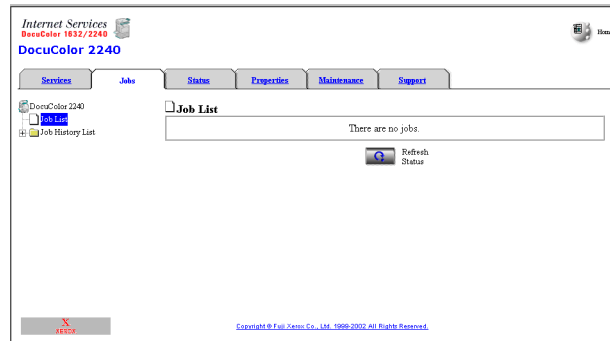 Internet Services
DocuColor 1632/2240
DocuColor 2240
Hom
Services Jobs Status Properties Maintenance Support
DocuColor 2240
Job List
Job History List
Job List
There are no jobs.
Refresh
Status
X
XEROX
Copyright © Fuji Xerox Co., Ltd. 1999-2002 All Rights Reserved.